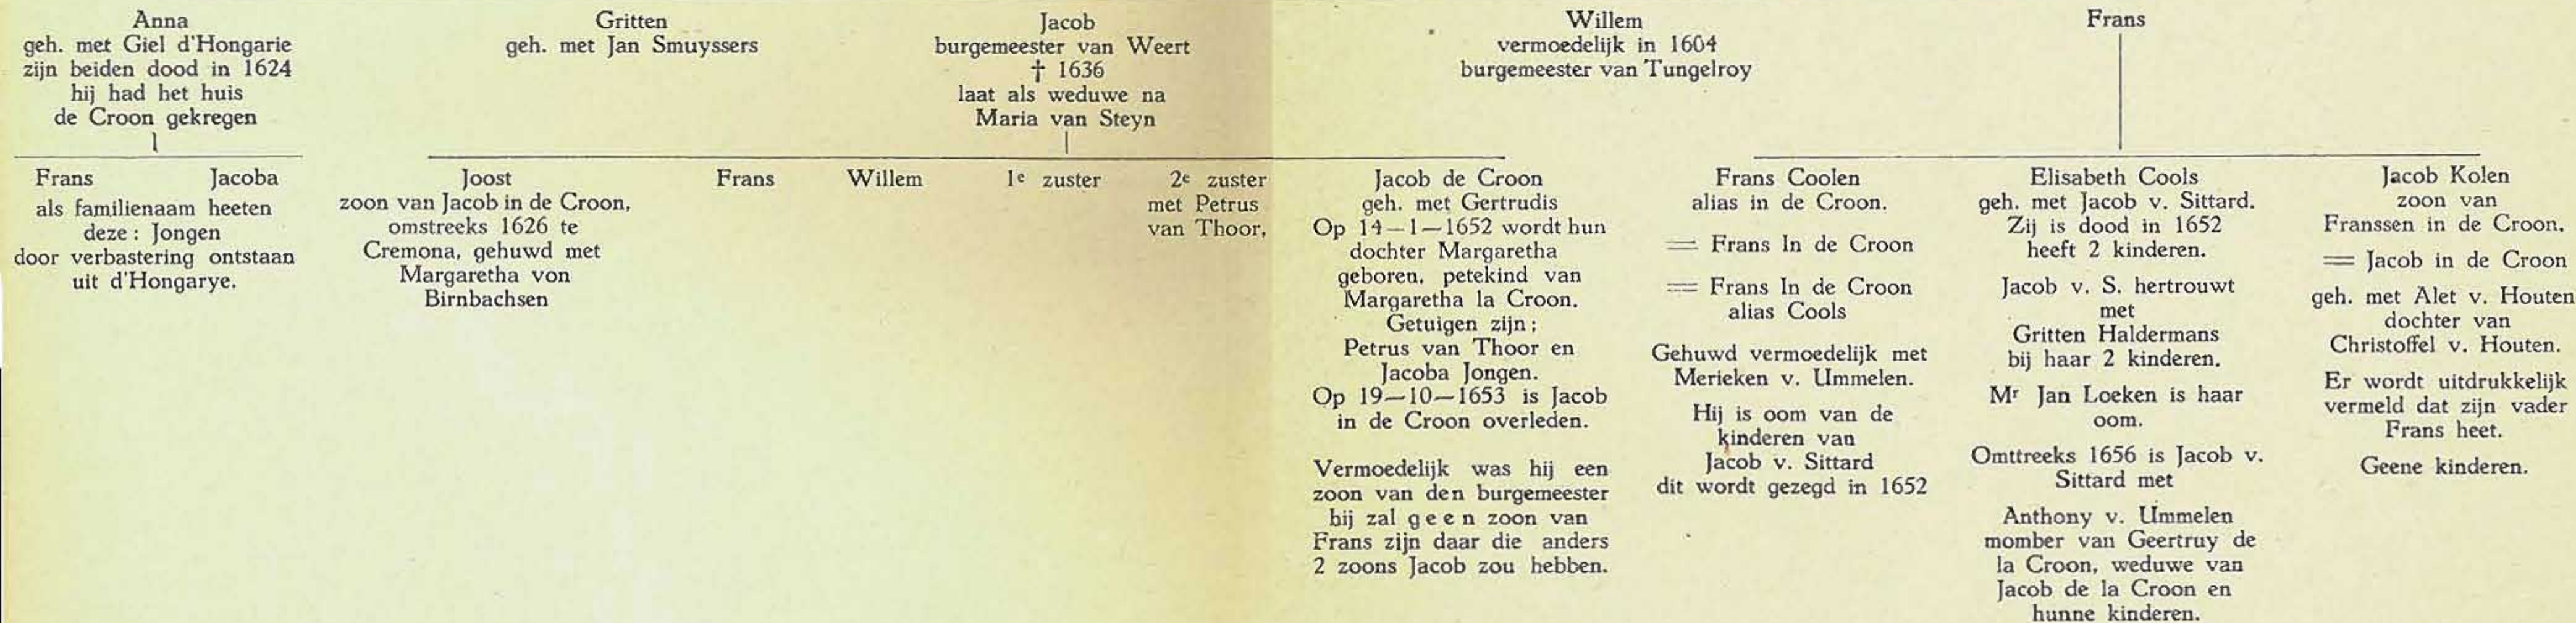 Anna
geh. met Giel d'Hongarie
zijn beiden dood in 1624
hij had het huis
de Croon gekregen
Gritten
geh. met Jan Smuyssers
Jacob
burgemeester van Weert
† 1636
laat als weduwe na
Maria van Steyn
Willem
vermoedelijk in 1604
burgemeester van Tungelroy
Frans
Frans Jacoba
als familienaam heeten
deze : Jongen
door verbastering ontstaan
uit d'Hongarye.
Joost
zoon van Jacob in de Croon,
omstreeks 1626 te
Cremona, gehuwd met
Margaretha von
Birnbachsen
Frans
Willem
1e zuster
2e zuster
met Petrus
van Thoor,
Jacob de Croon
geh. met Gertrudis
Op 14—1—1652 wordt hun
dochter Margaretha
geboren, petekind van
Margaretha la Croon.
Getuigen zijn :
Petrus van Thoor en
Jacoba Jongen.
Op 19—10—1653 is Jacob
in de Croon overleden.
Vermoedelijk was hij een
zoon van den burgemeester
hij zal geen zoon van
Frans zijn daar die anders
2 zoons Jacob zou hebben.
Frans Coolen
alias in de Croon.
= Frans In de Croon
= Frans In de Croon
alias Cools
Gehuwd vermoedelijk met
Merieken v. Ummelen.
Hij is oom van de
kinderen van
Jacob v. Sittard
dit wordt gezegd in 1652
Elisabeth Cools
geh. met Jacob v. Sittard.
Zij is dood in 1652
heeft 2 kinderen.
Jacob v. S. hertrouwt
met
Gritten Haldermans
bij haar 2 kinderen.
Mr Jan Loeken is haar
oom.
Omttreeks 1656 is Jacob v.
Sittard met
Anthony v. Ummelen
momber van Geertruy de
la Croon, weduwe van
Jacob de la Croon en
hunne kinderen.
Jacob Kolen
zoon van
Franssen in de Croon.
= Jacob in de Croon
geh. met Alet v. Houten
dochter van
Christoffel v. Houten.
Er wordt uitdrukkelijk
vermeld dat zijn vader
Frans heet.
Geene kinderen.